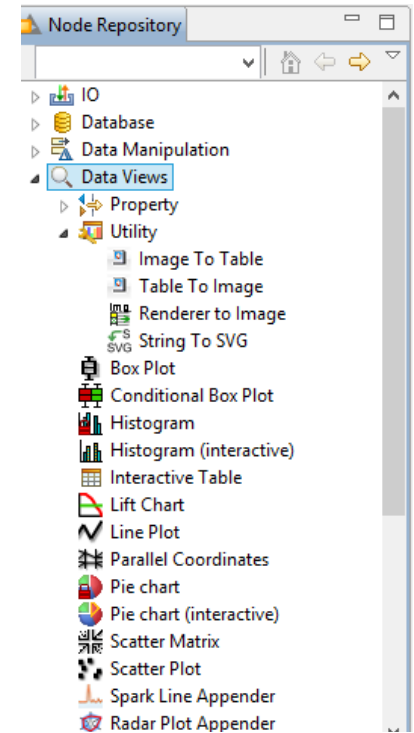 Node Repository
IO
Database
Data Manipulation
Data Views
Property
Utility
Image To Table
Table To Image
Renderer to Image
String To SVG
Box Plot
Conditional Box Plot
Histogram
Histogram (interactive)
Interactive Table
Lift Chart
Line Plot
Parallel Coordinates
Pie chart
Pie chart (interactive)
Scatter Matrix
Scatter Plot
Spark Line Appender
Radar Plot Appender